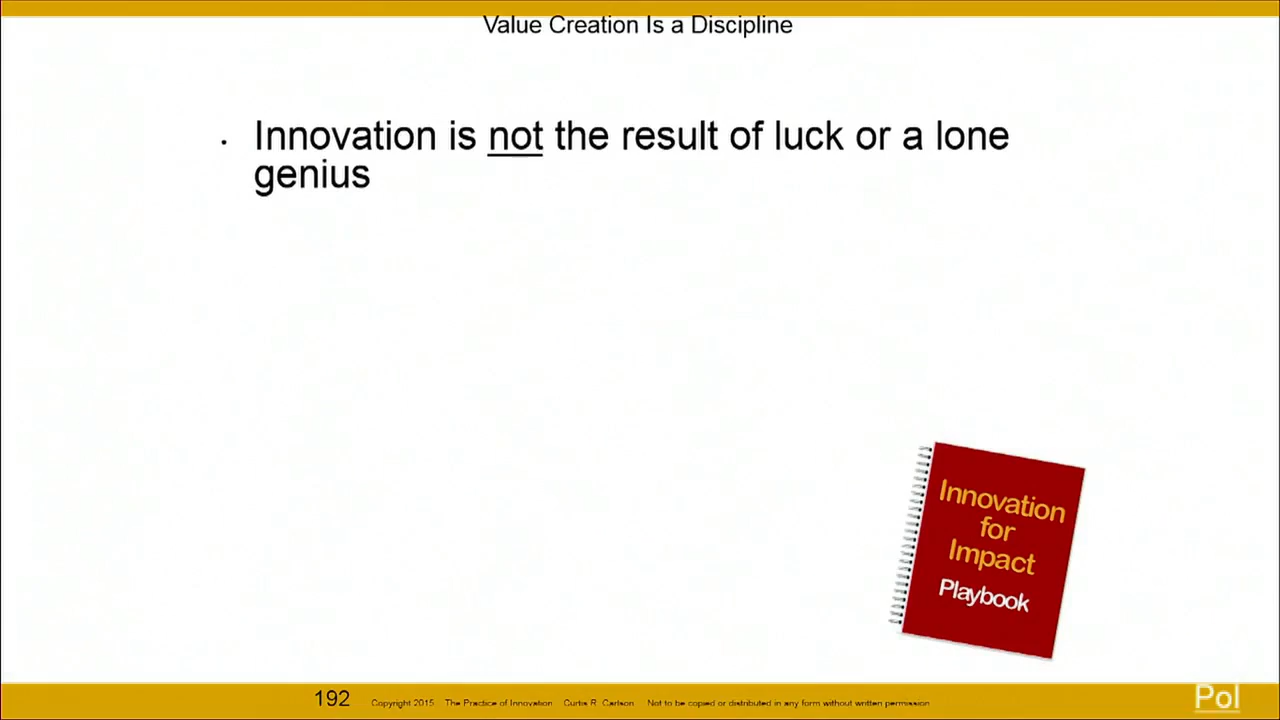 Value Creation Is a Discipline
· Innovation is not the result of luck or a lone
genius
Innovation
for
Impact
Playbook
192 Copyright 2015 The Practice of Innovation Curtis R. Carlson Not to be copied or distributed in any form without written permission
Pol